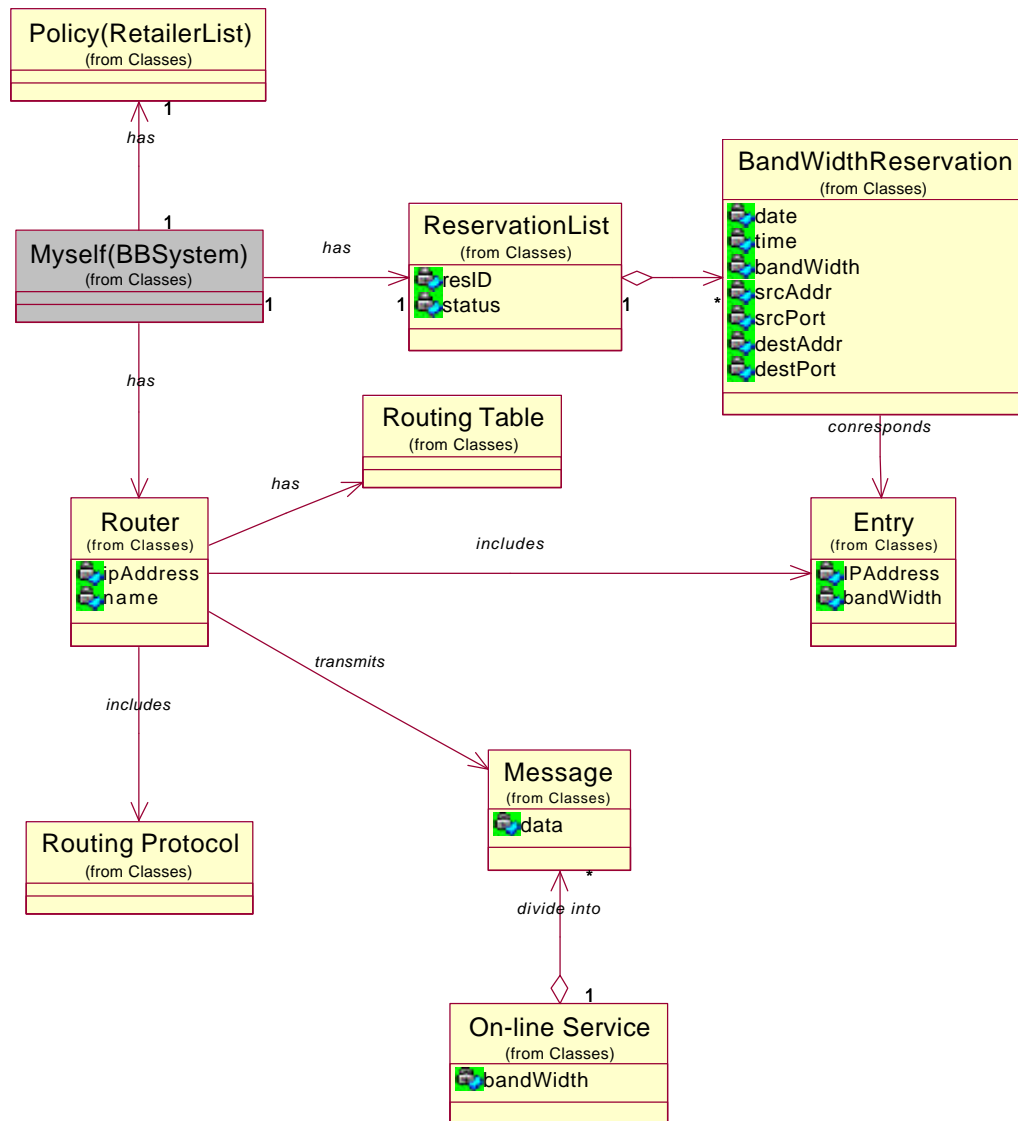 Policy(RetailerList)
(from Classes)
1
has
1
Myself(BBSystem)
(from Classes)
1
has
1
ReservationList
(from Classes)
resID
status
1
*
BandWidthReservation
(from Classes)
date
time
bandWidth
srcAddr
srcPort
destAddr
destPort
has
conresponds
Routing Table
(from Classes)
has
Router
(from Classes)
ipAddress
name
includes
Entry
(from Classes)
IPAddress
bandWidth
transmits
includes
Routing Protocol
(from Classes)
Message
(from Classes)
data
*
divide into
1
On-line Service
(from Classes)
bandWidth